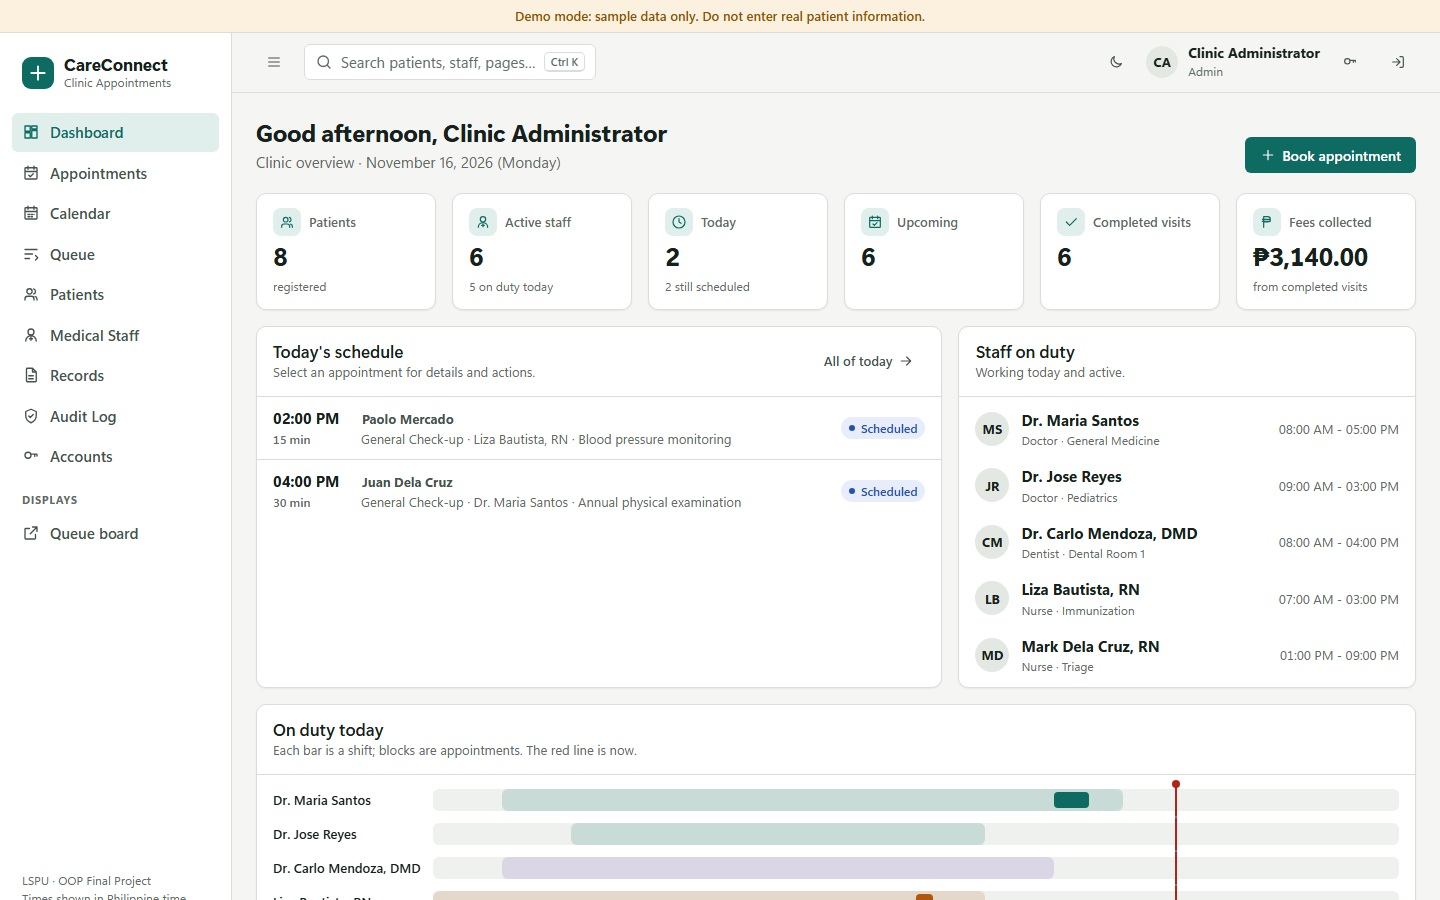 Demo mode: sample data only. Do not enter real patient information.
CareConnect
Clinic Appointments
Dashboard
Appointments
Calendar
Queue
Patients
Medical Staff
Records
Audit Log
Accounts
DISPLAYS
Queue board
LSPU · OOP Final Project
Times shown in Philippine time
Search patients, staff, pages...
Ctrl K
CA
Clinic Administrator
Admin
Good afternoon, Clinic Administrator
Clinic overview · November 16, 2026 (Monday)
Book appointment
Patients
8
registered
Active staff
6
5 on duty today
Today
2
2 still scheduled
Upcoming
6
Completed visits
6
Fees collected
₱3,140.00
from completed visits
Today's schedule
Select an appointment for details and actions.
All of today
02:00 PM
15 min
Paolo Mercado
General Check-up · Liza Bautista, RN · Blood pressure monitoring
Scheduled
04:00 PM
30 min
Juan Dela Cruz
General Check-up · Dr. Maria Santos · Annual physical examination
Scheduled
Staff on duty
Working today and active.
MS
Dr. Maria Santos
Doctor · General Medicine
08:00 AM - 05:00 PM
JR
Dr. Jose Reyes
Doctor · Pediatrics
09:00 AM - 03:00 PM
CM
Dr. Carlo Mendoza, DMD
Dentist · Dental Room 1
08:00 AM - 04:00 PM
LB
Liza Bautista, RN
Nurse · Immunization
07:00 AM - 03:00 PM
MD
Mark Dela Cruz, RN
Nurse · Triage
01:00 PM - 09:00 PM
On duty today
Each bar is a shift; blocks are appointments. The red line is now.
Dr. Maria Santos
Dr. Jose Reyes
Dr. Carlo Mendoza, DMD
Liza Bautista, RN